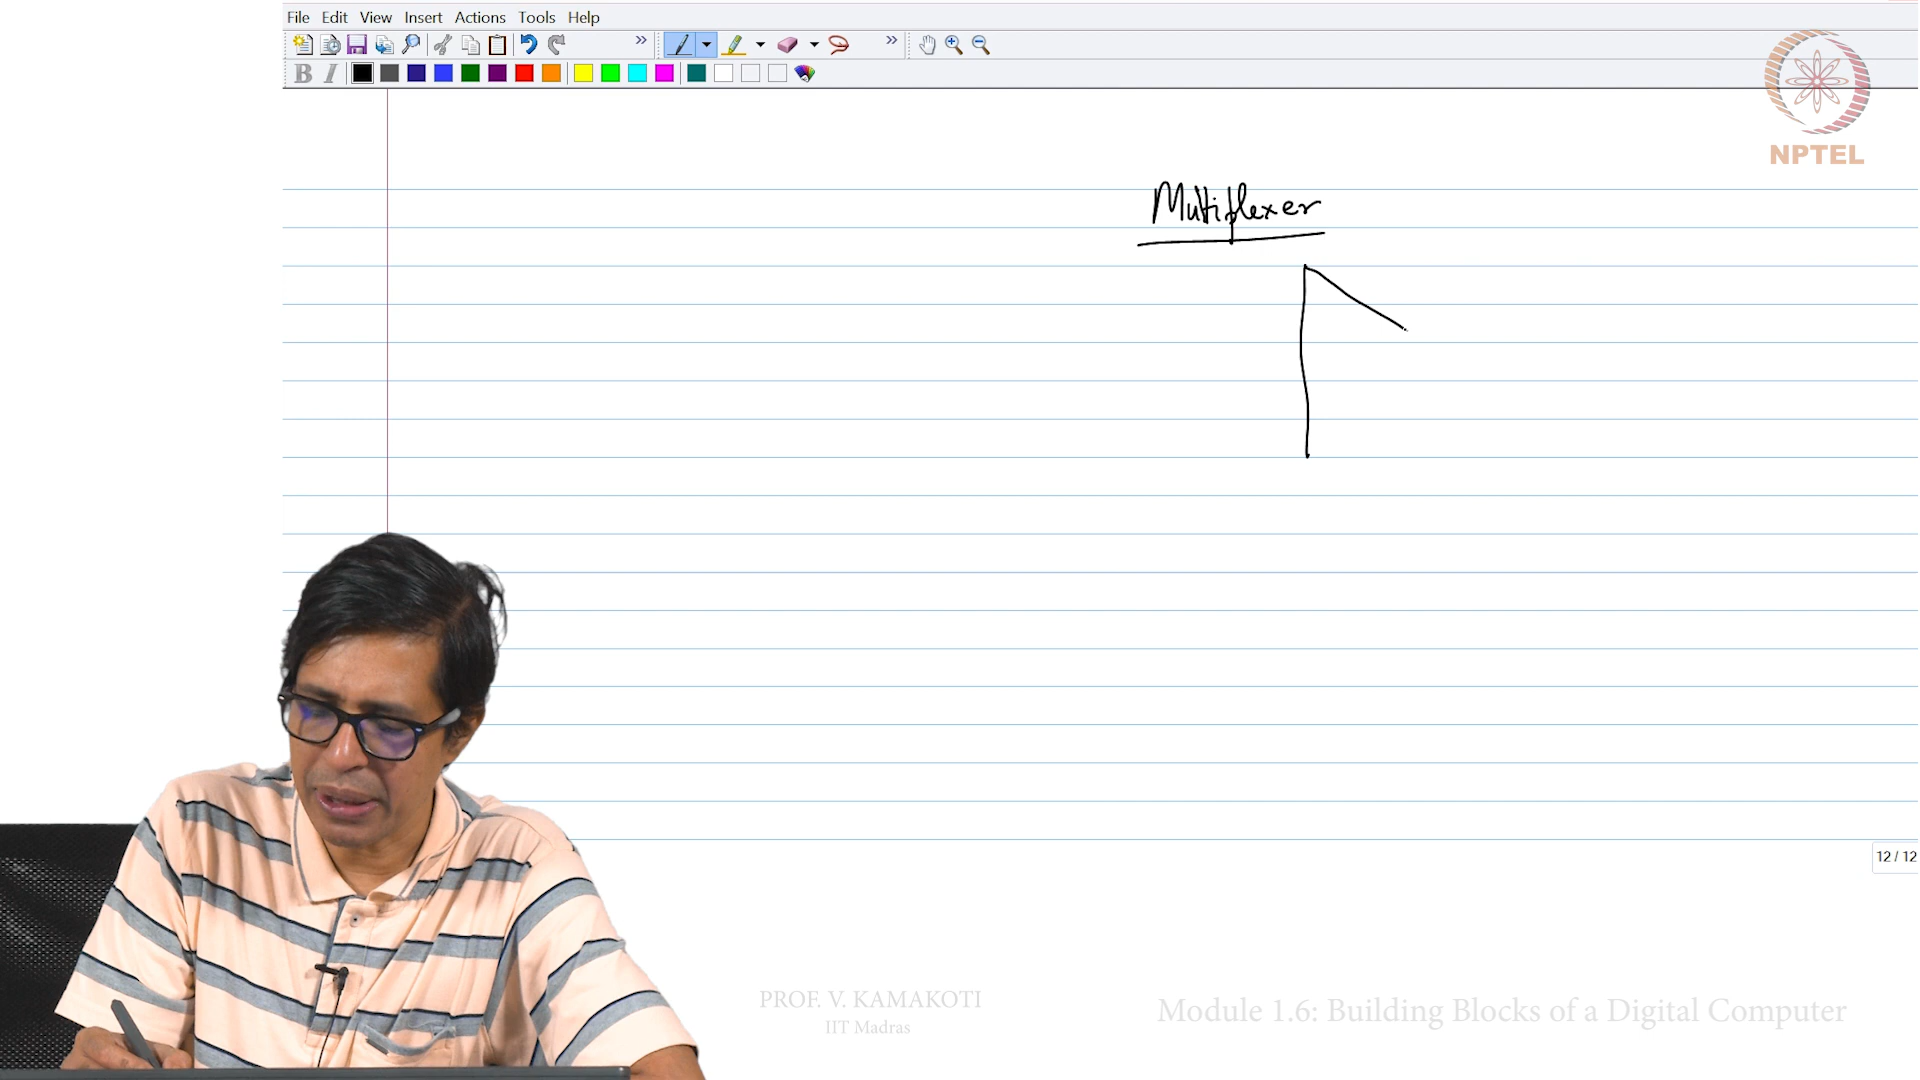 File Edit View Insert Actions Tools Help
B I
NPTEL
Multiplexer
12 / 12
PROF. V. KAMAKOTI
IIT Madras
Module 1.6: Building Blocks of a Digital Computer